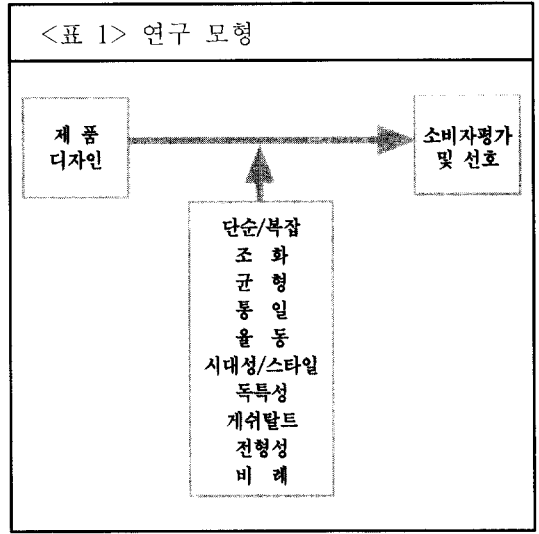 <표 1> 연구 모형
제 품
디자인
소비자평가
및 선호
단순/복잡
조 화
균 형
통 일
율 동
시대성/스타일
독특성
게쉬탈트
전형성
비 례